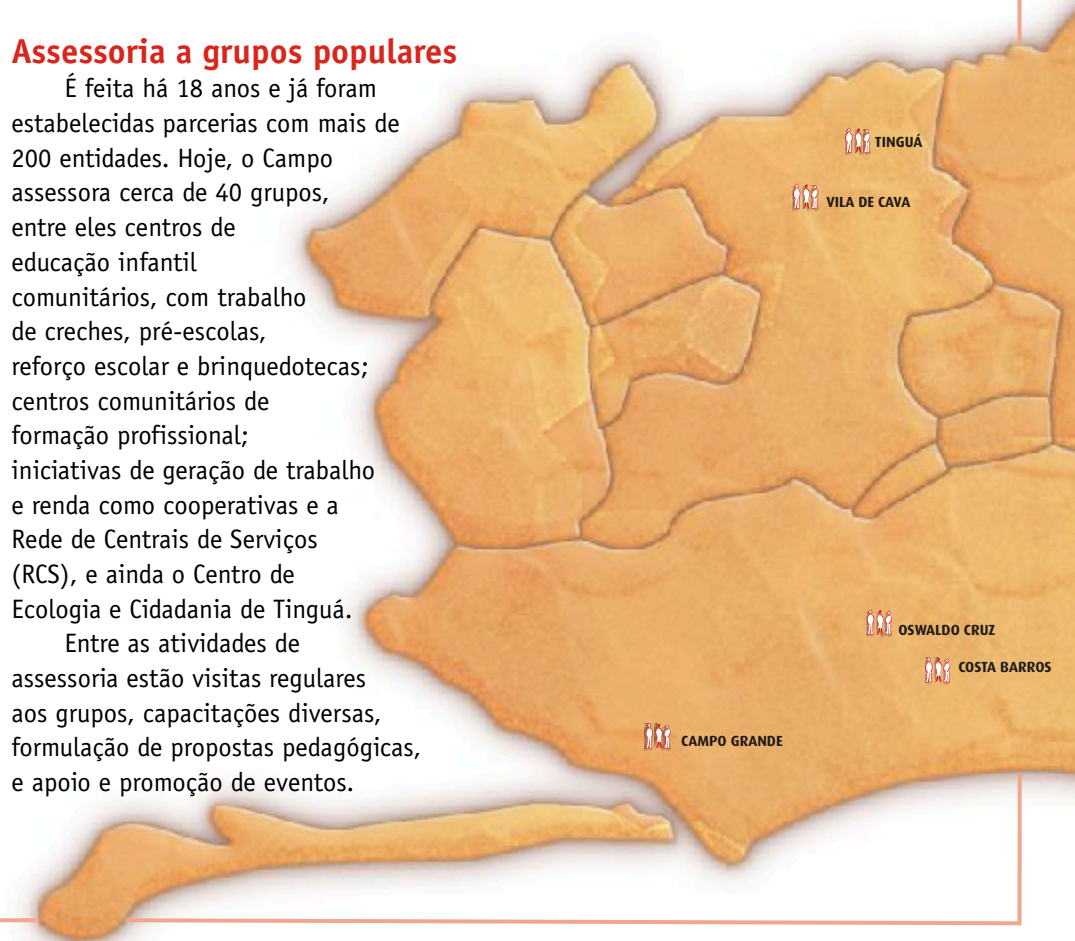 Assessoria a grupos populares
É feita há 18 anos e já foram
estabelecidas parcerias com mais de
200 entidades. Hoje, o Campo
assessora cerca de 40 grupos,
entre eles centros de
educação infantil
comunitários, com trabalho
de creches, pré-escolas,
reforço escolar e brinquedotecas;
centros comunitários de
formação profissional;
iniciativas de geração de trabalho
e renda como cooperativas e a
Rede de Centrais de Serviços
(RCS), e ainda o Centro de
Ecologia e Cidadania de Tinguá.
Entre as atividades de
assessoria estão visitas regulares
aos grupos, capacitações diversas,
formulação de propostas pedagógicas,
e apoio e promoção de eventos.
TINGUÁ
VILA DE CAVA
OSWALDO CRUZ
COSTA BARROS
CAMPO GRANDE